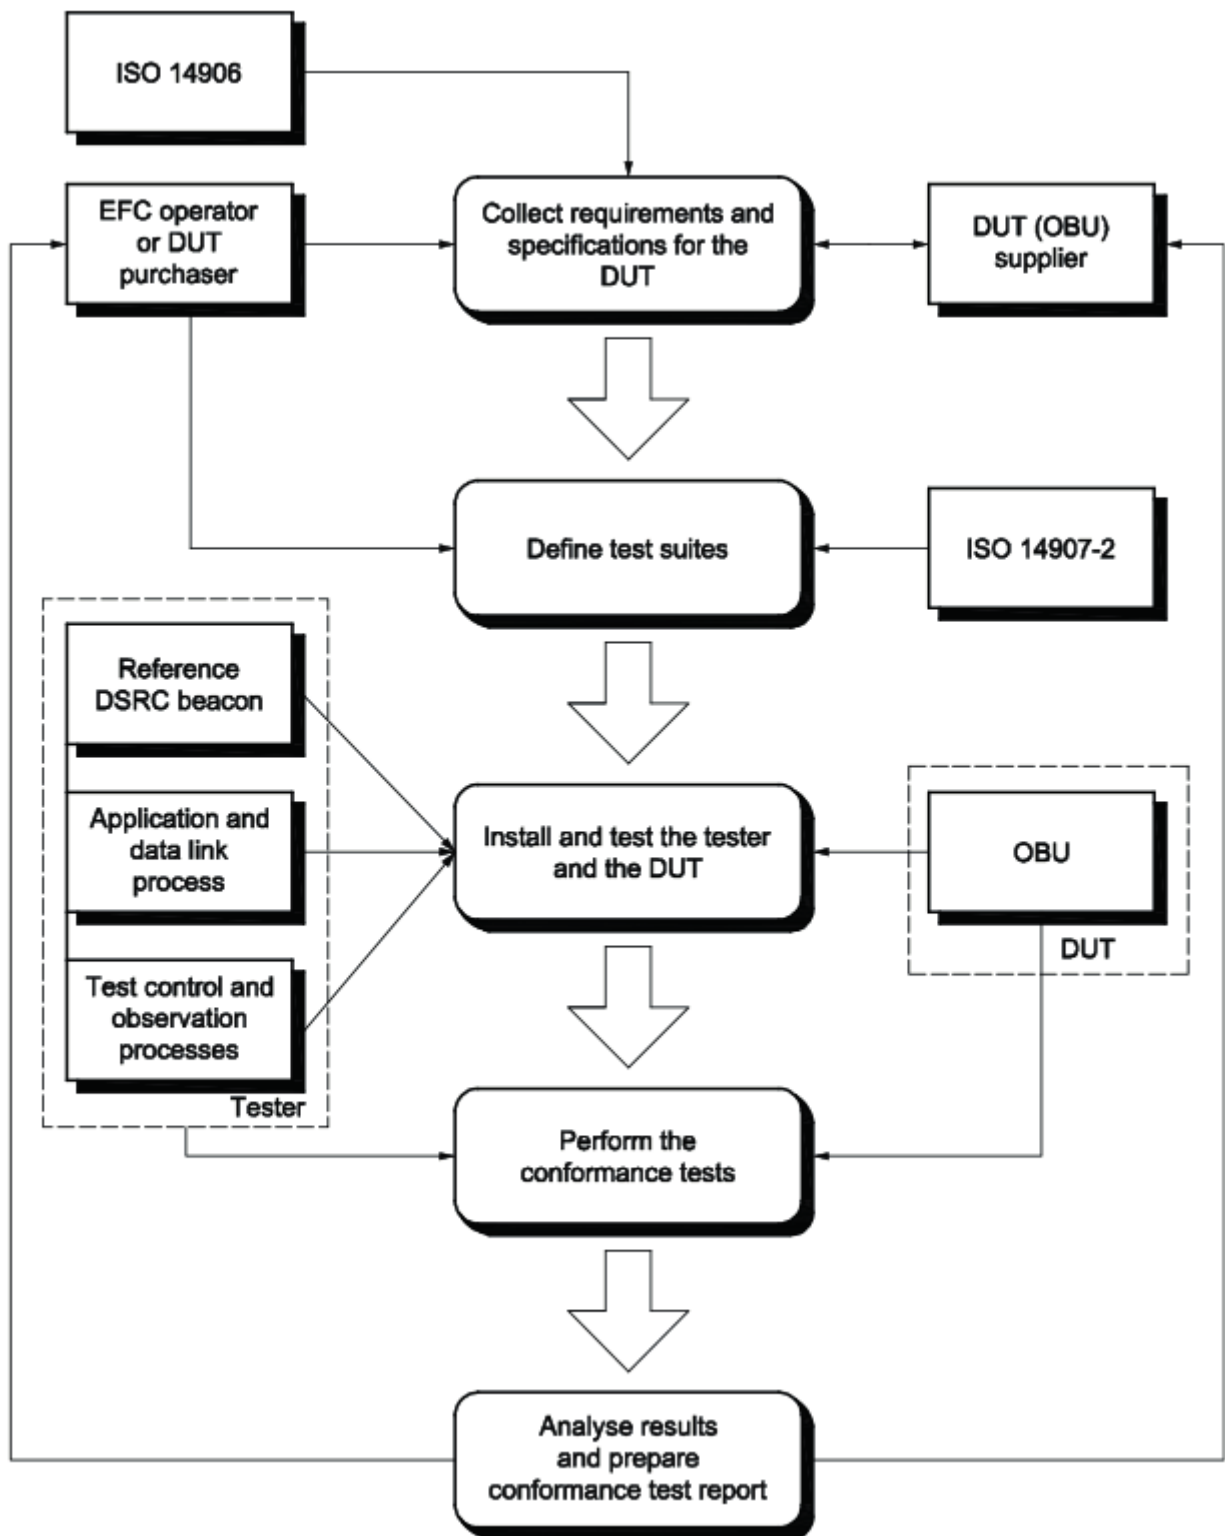 ISO 14906
EFC operator
or DUT
purchaser
Collect requirements and
specifications for the
DUT
DUT (OBU)
supplier
Define test suites
ISO 14907-2
Reference
DSRC beacon
Application and
data link
process
Test control and
observation
processes
Tester
Install and test the tester
and the DUT
OBU
DUT
Perform the
conformance tests
Analyse results
and prepare
conformance test report